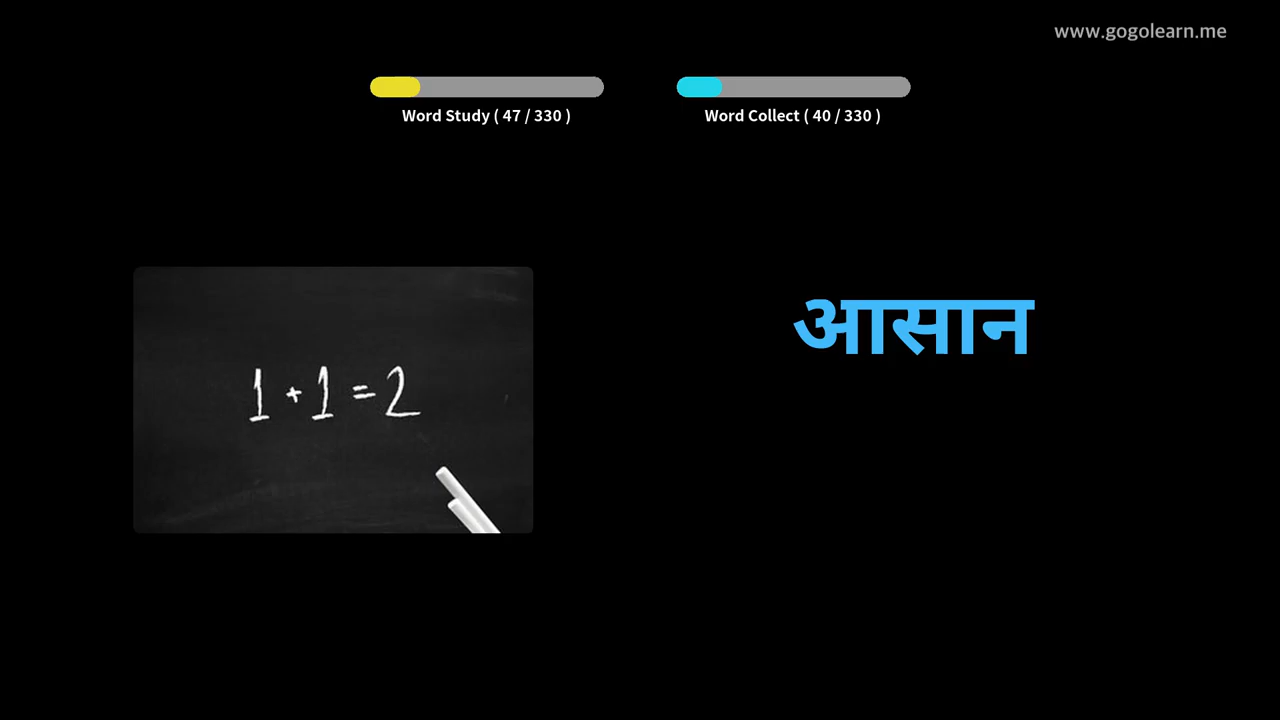 www.gogolearn.me
Word Study ( 47 / 330 )
Word Collect ( 40 / 330 )
1 + 1 = 2
आसान